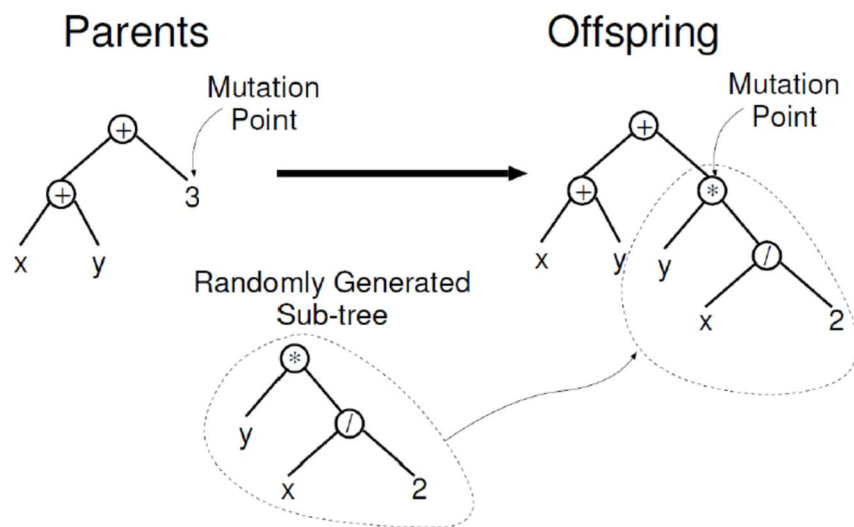 Parents
Offspring
Mutation
Point
Mutation
Point
+
+
+
3
+
*
x
y
x
y
y
/
x
2
Randomly Generated
Sub-tree
*
y
/
x
2